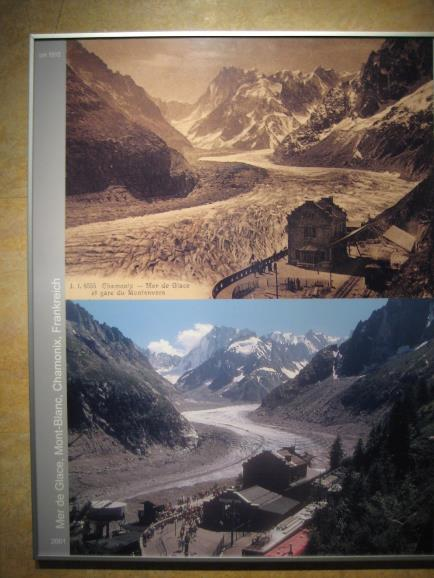 um 1910
J. J. 6555 Chamonix. - Mer de Glace
et gare du Montenvers
Mer de Glace, Mont-Blanc, Chamonix, Frankreich
2001